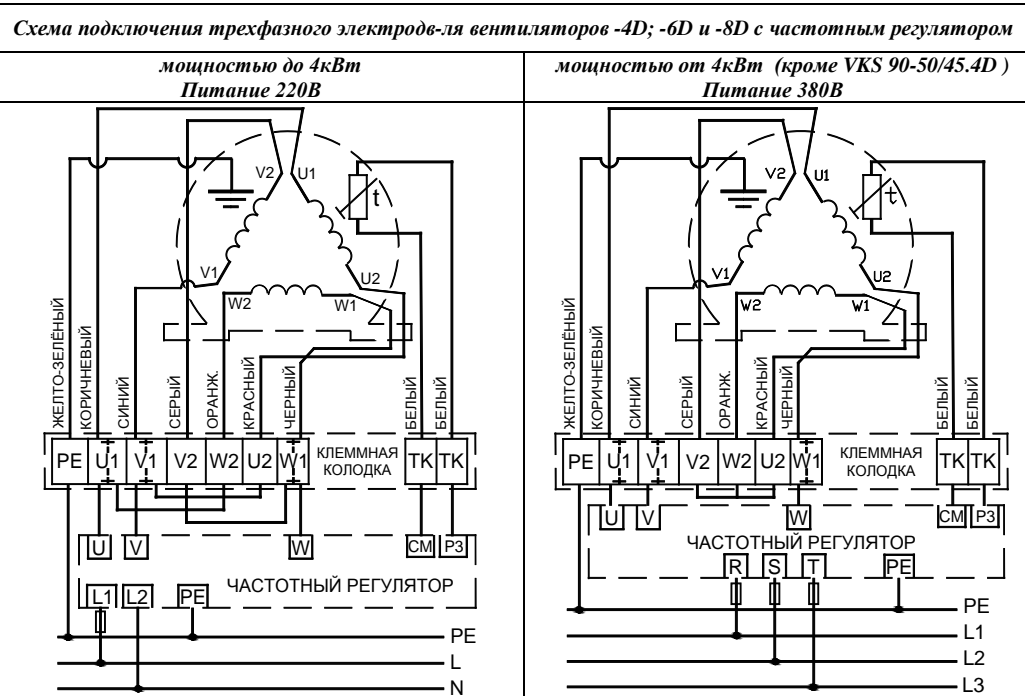 Схема подключения трехфазного электродв-ля вентиляторов -4D; -6D и -8D с частотным регулятором
мощностью до 4кВт
Питание 220В
V2 U1
t
V1
U2
W2
W1
ЖЕЛТО-ЗЕЛЁНЫЙ
КОРИЧНЕВЫЙ
СИНИЙ
СЕРЫЙ
ОРАНЖ.
КРАСНЫЙ
ЧЕРНЫЙ
БЕЛЫЙ
БЕЛЫЙ
PE U1 V1 V2 W2 U2 W1
КЛЕММНАЯ
КОЛОДКА
TK TK
U V W CM P3
ЧАСТОТНЫЙ РЕГУЛЯТОР
L1 L2 PE
PE
L
N
мощностью от 4кВт (кроме VKS 90-50/45.4D )
Питание 380В
V2 U1
t
V1
U2
W2
W1
ЖЕЛТО-ЗЕЛЁНЫЙ
КОРИЧНЕВЫЙ
СИНИЙ
СЕРЫЙ
ОРАНЖ.
КРАСНЫЙ
ЧЕРНЫЙ
БЕЛЫЙ
БЕЛЫЙ
PE U1 V1 V2 W2 U2 W1
КЛЕММНАЯ
КОЛОДКА
TK TK
U V W CM P3
ЧАСТОТНЫЙ РЕГУЛЯТОР
R S T PE
PE
L1
L2
L3